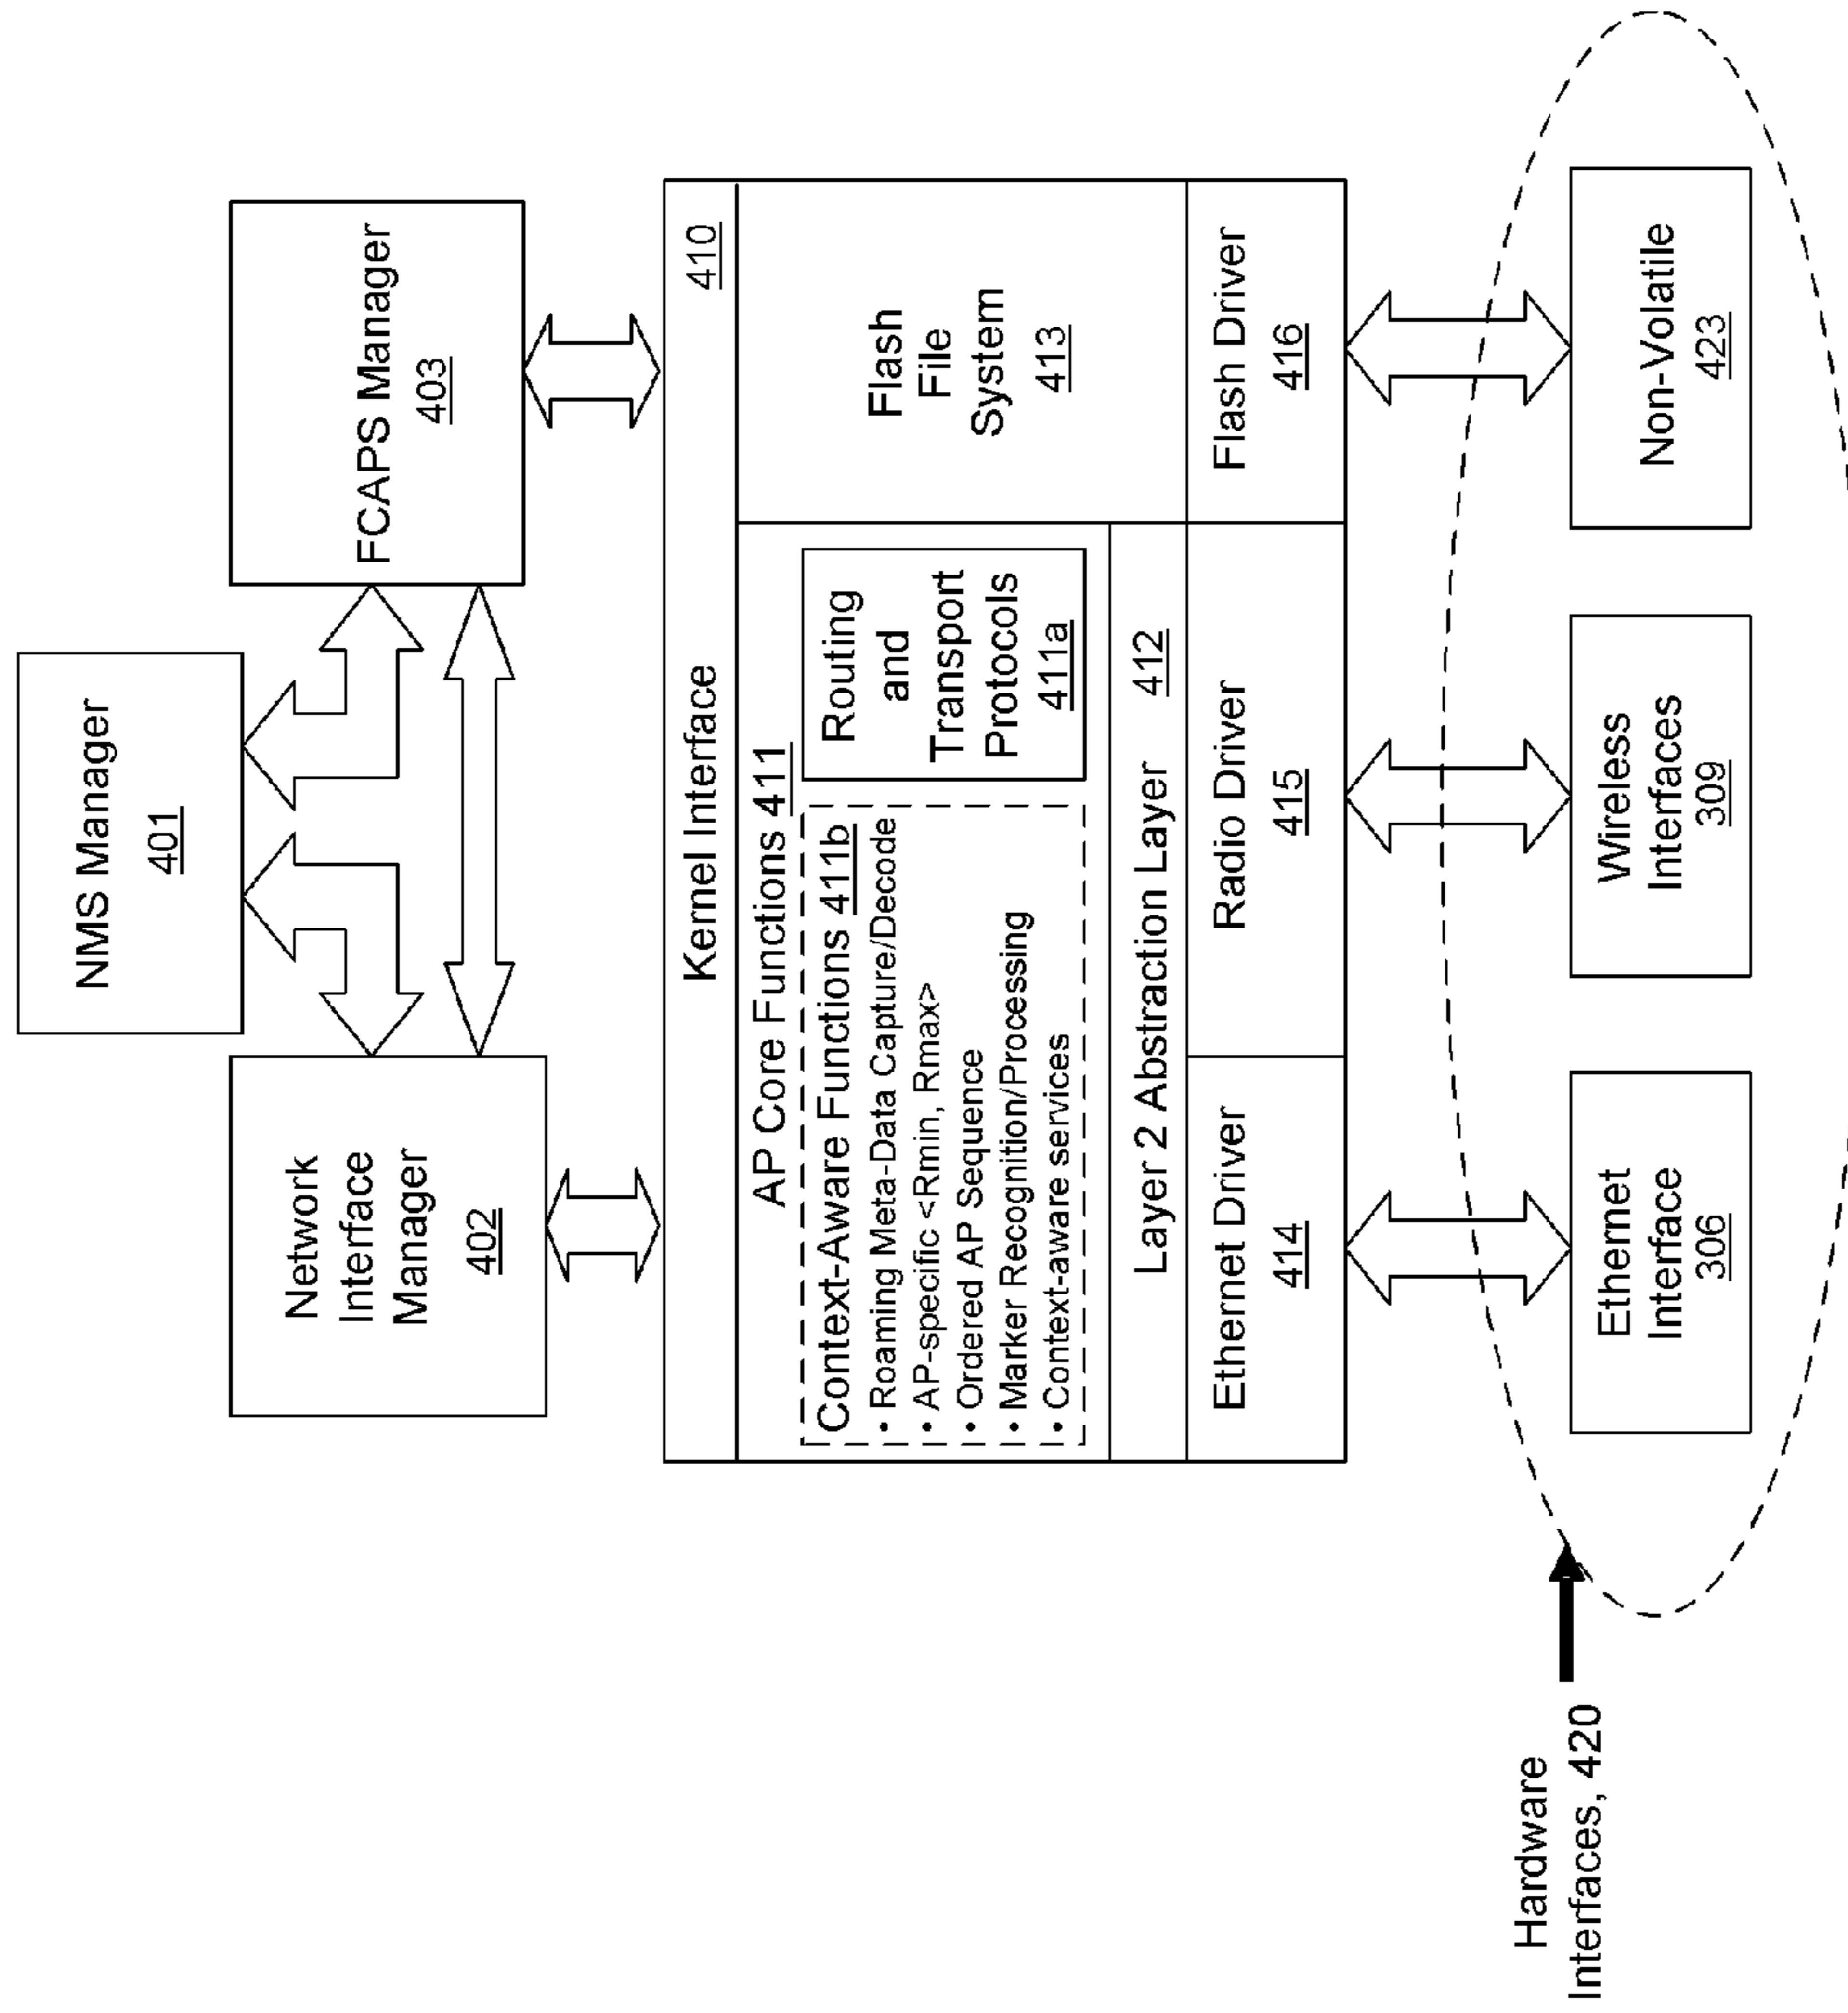 NMS Manager
401
Network
Interface
Manager
402
FCAPS Manager
403
Kernel Interface
410
AP Core Functions 411
Context-Aware Functions 411b
• Roaming Meta-Data Capture/Decode
• AP-specific <Rmin, Rmax>
• Ordered AP Sequence
• Marker Recognition/Processing
• Context-aware services
Routing
and
Transport
Protocols
411a
Flash
File
System
413
Layer 2 Abstraction Layer 412
Ethernet Driver
414
Radio Driver
415
Flash Driver
416
Hardware
Interfaces, 420
Ethernet
Interface
306
Wireless
Interfaces
309
Non-Volatile
423